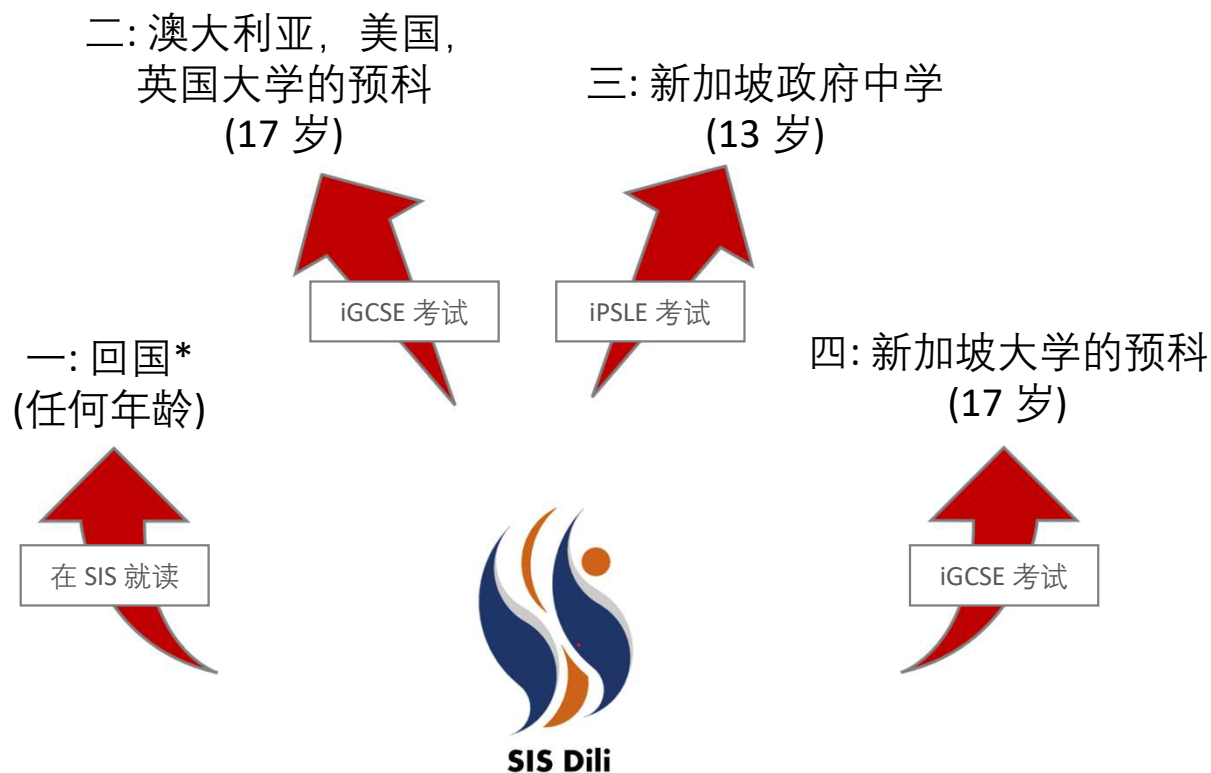 二: 澳大利亚，美国，
英国大学的预科
(17 岁)
三: 新加坡政府中学
(13 岁)
iGCSE 考试
iPSLE 考试
一: 回国*
(任何年龄)
四: 新加坡大学的预科
(17 岁)
在 SIS 就读
iGCSE 考试
SIS Dili